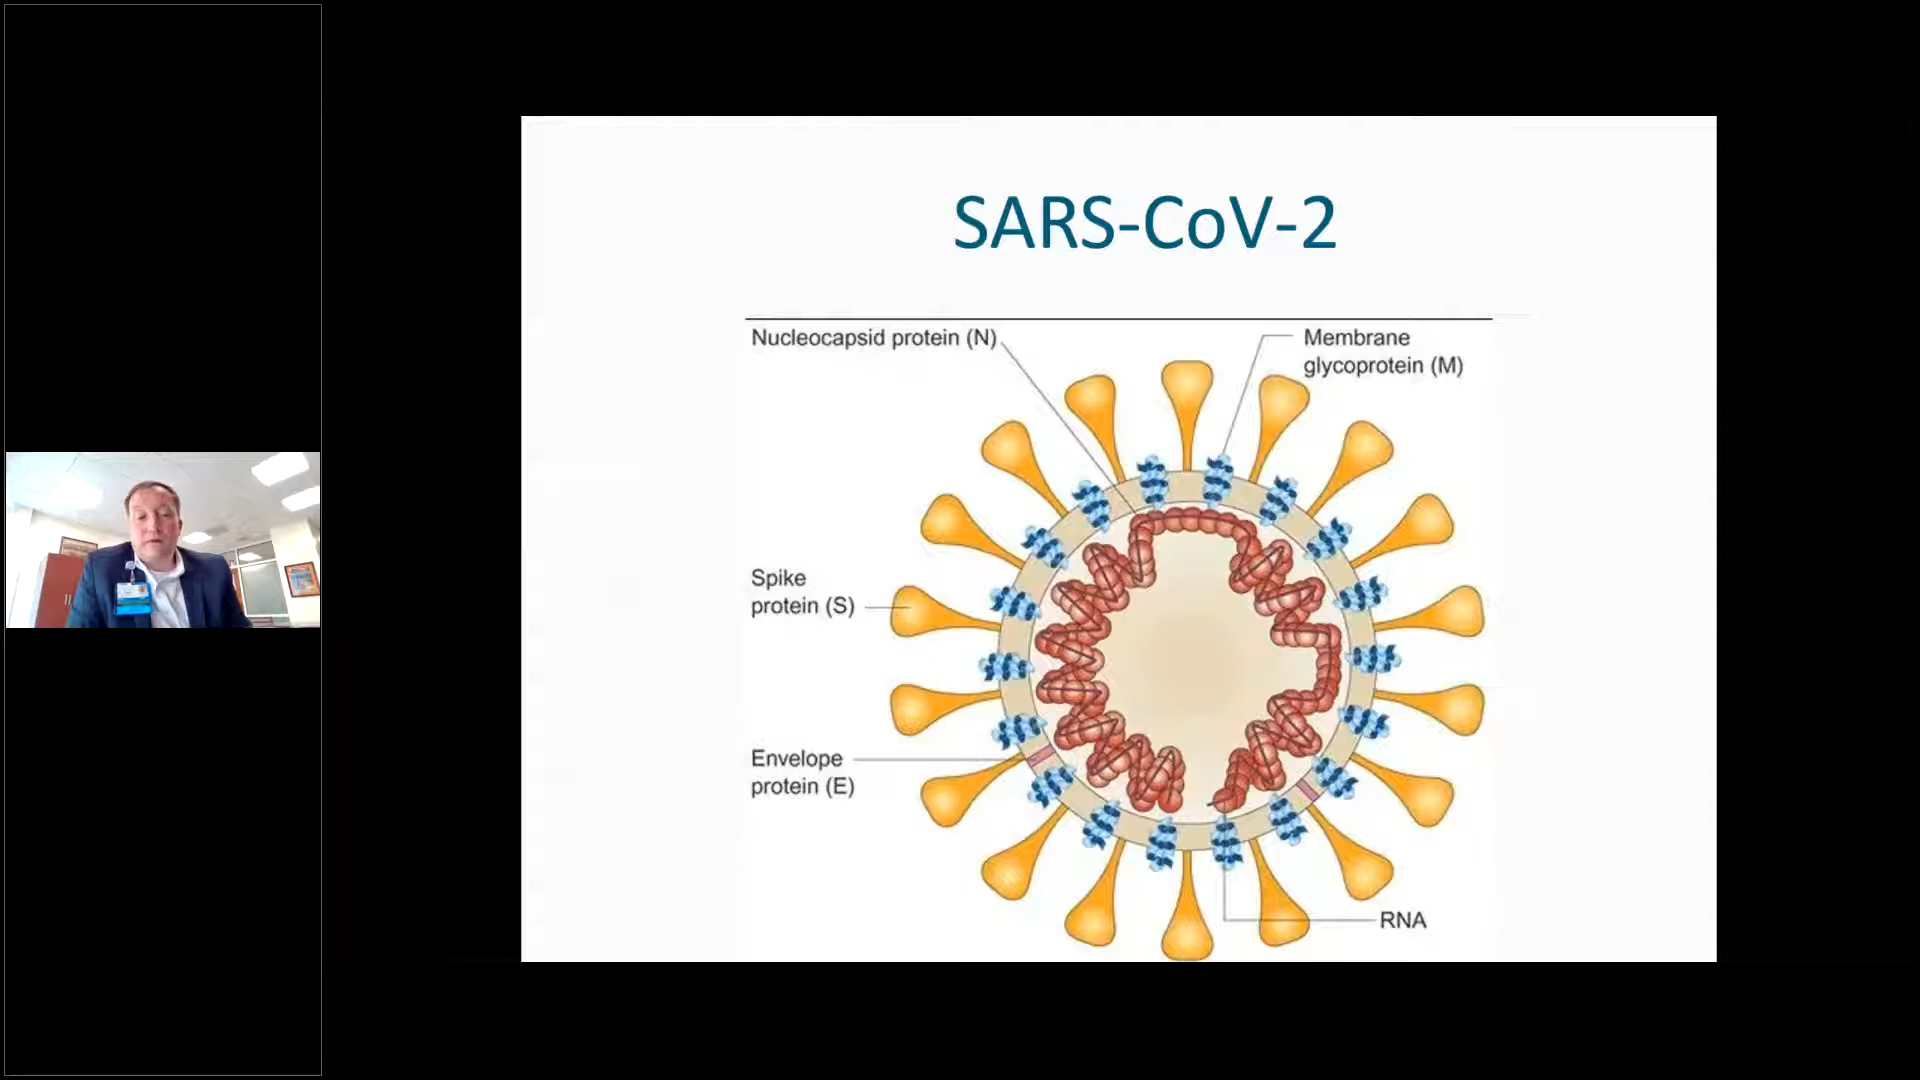 SARS-CoV-2
Nucleocapsid protein (N)
Membrane
glycoprotein (M)
Spike
protein (S)
Envelope
protein (E)
RNA